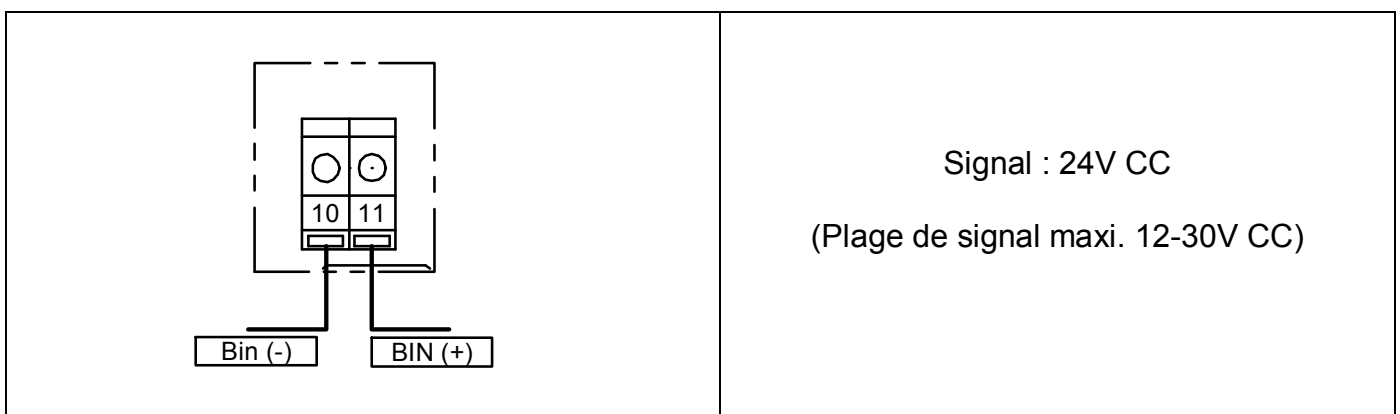 10 11
Bin (-) BIN (+)
Signal : 24V CC
(Plage de signal maxi. 12-30V CC)